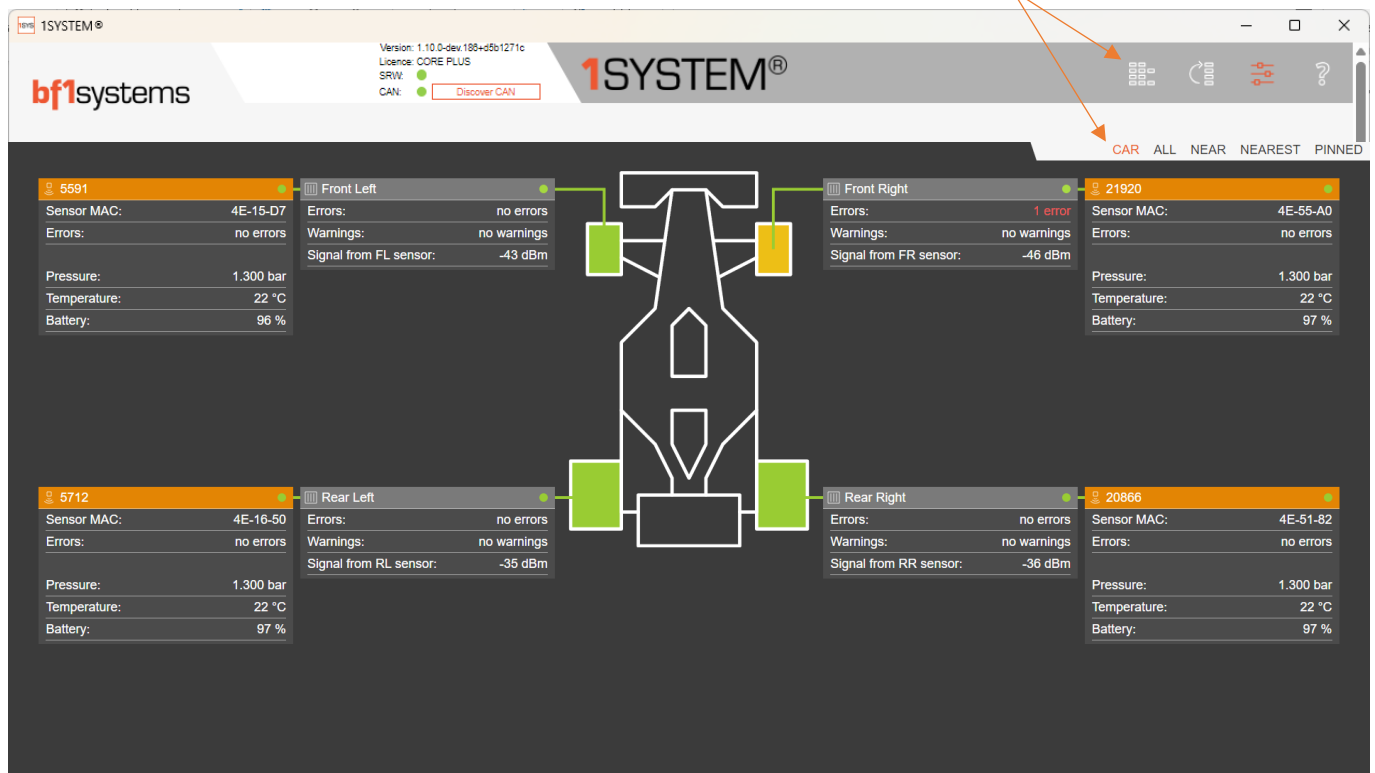 1SYS 1SYSTEM®
Version: 1.10.0-dev.186+d5b1271c
Licence: CORE PLUS
SRW:
CAN: Discover CAN
bf1systems
1SYSTEM®
CAR ALL NEAR NEAREST PINNED
5591
Sensor MAC: 4E-15-D7
Errors: no errors
Pressure: 1.300 bar
Temperature: 22 °C
Battery: 96 %
Front Left
Errors: no errors
Warnings: no warnings
Signal from FL sensor: -43 dBm
Front Right
Errors: 1 error
Warnings: no warnings
Signal from FR sensor: -46 dBm
21920
Sensor MAC: 4E-55-A0
Errors: no errors
Pressure: 1.300 bar
Temperature: 22 °C
Battery: 97 %
5712
Sensor MAC: 4E-16-50
Errors: no errors
Pressure: 1.300 bar
Temperature: 22 °C
Battery: 97 %
Rear Left
Errors: no errors
Warnings: no warnings
Signal from RL sensor: -35 dBm
Rear Right
Errors: no errors
Warnings: no warnings
Signal from RR sensor: -36 dBm
20866
Sensor MAC: 4E-51-82
Errors: no errors
Pressure: 1.300 bar
Temperature: 22 °C
Battery: 97 %